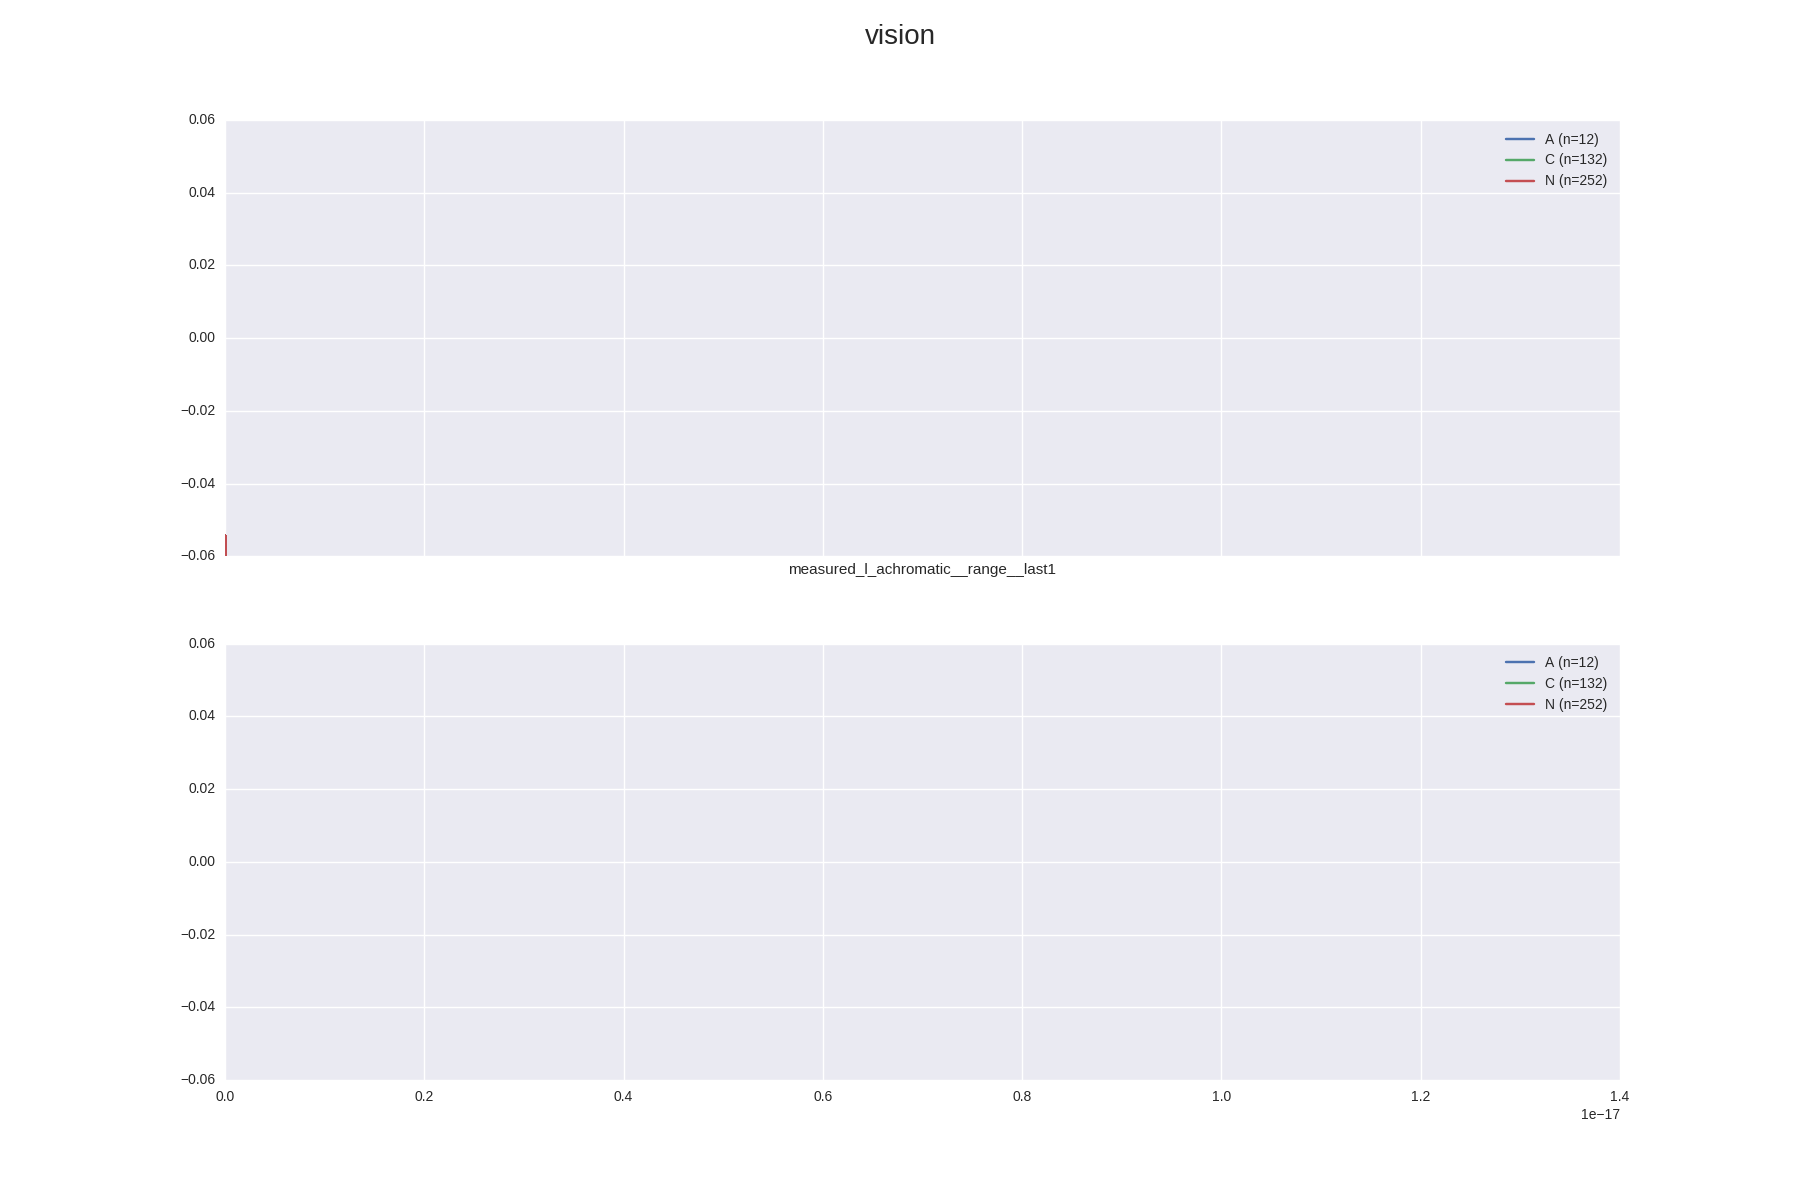 vision
0.06
A (n=12)
C (n=132)
N (n=252)
0.04
0.02
0.00
−0.02
−0.04
−0.06
measured_l_achromatic__range__last1
0.06
A (n=12)
C (n=132)
N (n=252)
0.04
0.02
0.00
−0.02
−0.04
−0.06
0.0 0.2 0.4 0.6 0.8 1.0 1.2 1.4
1e−17